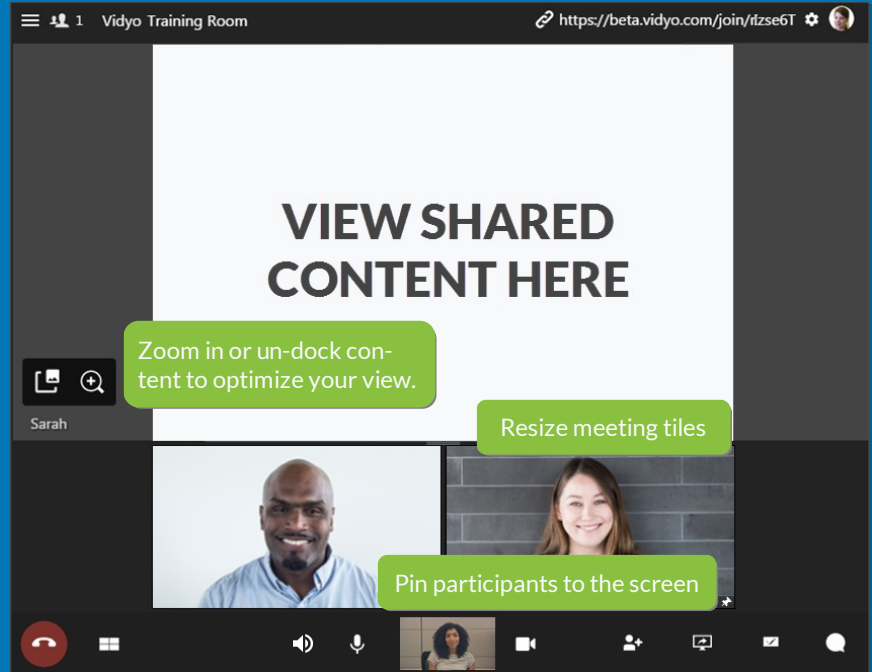 1 Vidyo Training Room https://beta.vidyo.com/join/rIzse6T
VIEW SHARED
CONTENT HERE
Zoom in or un-dock con-
tent to optimize your view.
Sarah
Resize meeting tiles
Pin participants to the screen